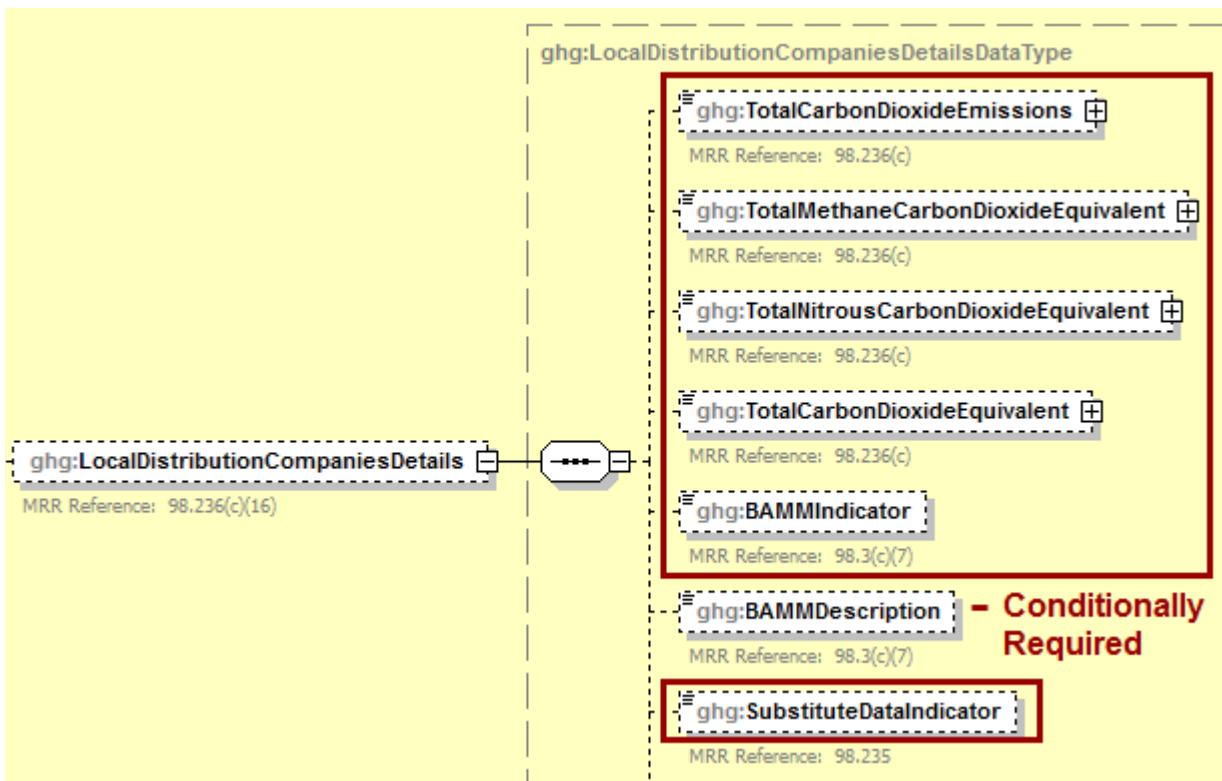 ghg:LocalDistributionCompaniesDetailsDataType
ghg:TotalCarbonDioxideEmissions
MRR Reference: 98.236(c)
ghg:TotalMethaneCarbonDioxideEquivalent
MRR Reference: 98.236(c)
ghg:TotalNitrousCarbonDioxideEquivalent
MRR Reference: 98.236(c)
ghg:TotalCarbonDioxideEquivalent
MRR Reference: 98.236(c)
ghg:LocalDistributionCompaniesDetails
MRR Reference: 98.236(c)(16)
ghg:BAMMIndicator
MRR Reference: 98.3(c)(7)
ghg:BAMMDescription
MRR Reference: 98.3(c)(7)
– Conditionally
Required
ghg:SubstituteDataIndicator
MRR Reference: 98.235